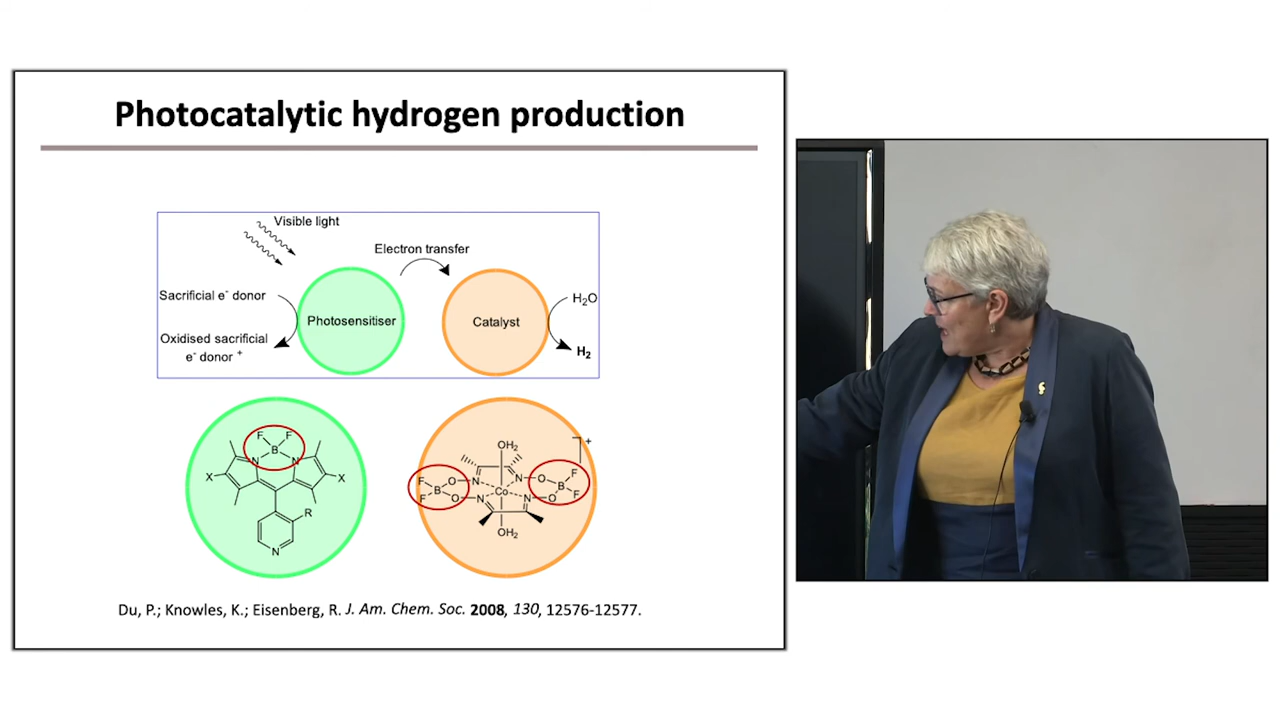 Photocatalytic hydrogen production
Visible light
Electron transfer
Sacrificial e- donor
H2O
Photosensitiser
Catalyst
Oxidised sacrificial
e- donor +
H2
F F
B
N N
X X
R
N
OH2
+
F O N N O F
B Co B
F O N N O F
OH2
Du, P.; Knowles, K.; Eisenberg, R. J. Am. Chem. Soc. 2008, 130, 12576-12577.